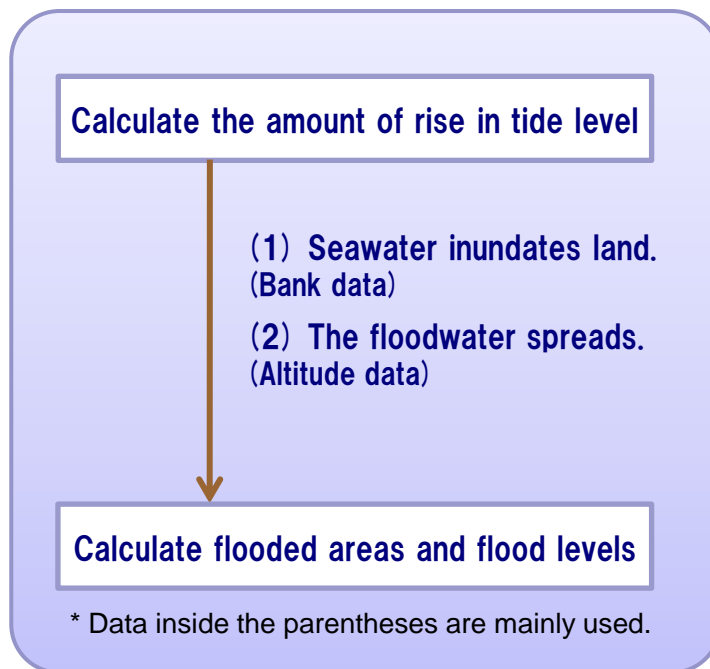 Calculate the amount of rise in tide level
(1) Seawater inundates land.
(Bank data)
(2) The floodwater spreads.
(Altitude data)
Calculate flooded areas and flood levels
* Data inside the parentheses are mainly used.